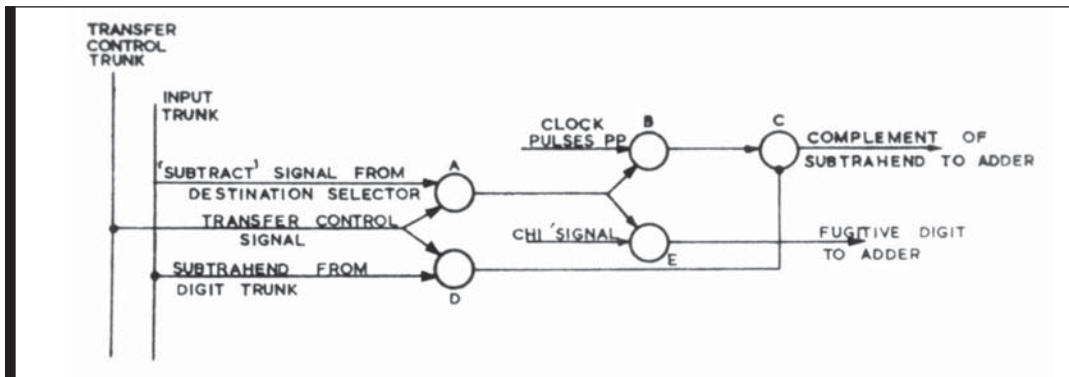 TRANSFER
CONTROL
TRUNK
INPUT
TRUNK
CLOCK
PULSES PP
B
C
COMPLEMENT OF
SUBTRAHEND TO ADDER
A
'SUBTRACT' SIGNAL FROM
DESTINATION SELECTOR
TRANSFER CONTROL
SIGNAL
CHI 'SIGNAL
E
FUGITIVE DIGIT
TO ADDER
SUBTRAHEND FROM
DIGIT TRUNK
D